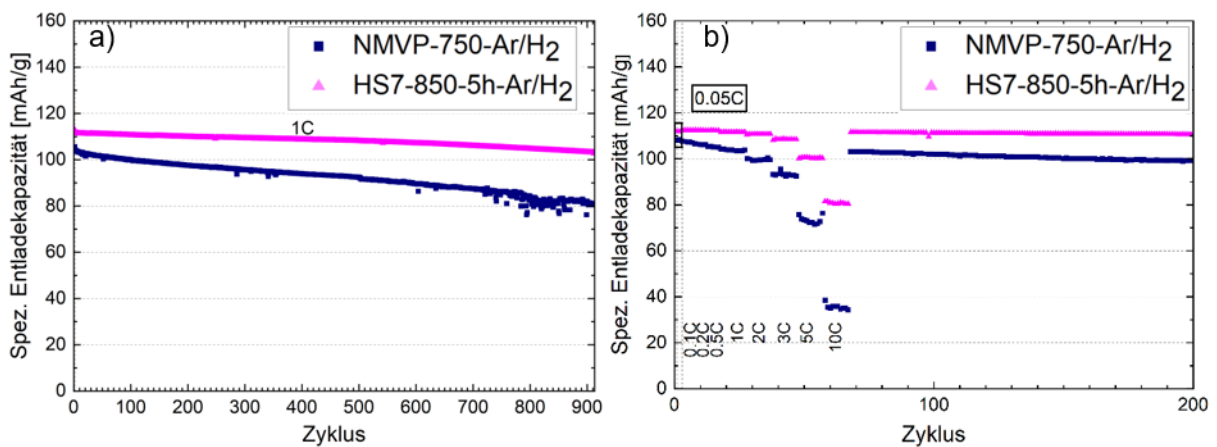 a)
NMVP-750-Ar/H2
HS7-850-5h-Ar/H2
1C
Spez. Entladekapazität [mAh/g]
160
140
120
100
80
60
40
20
0
0 100 200 300 400 500 600 700 800 900
Zyklus
b)
NMVP-750-Ar/H2
HS7-850-5h-Ar/H2
0.05C
Spez. Entladekapazität [mAh/g]
160
140
120
100
80
60
40
20
0
0.1C
0.2C
0.5C
1C
2C
3C
5C
10C
0 100 200
Zyklus